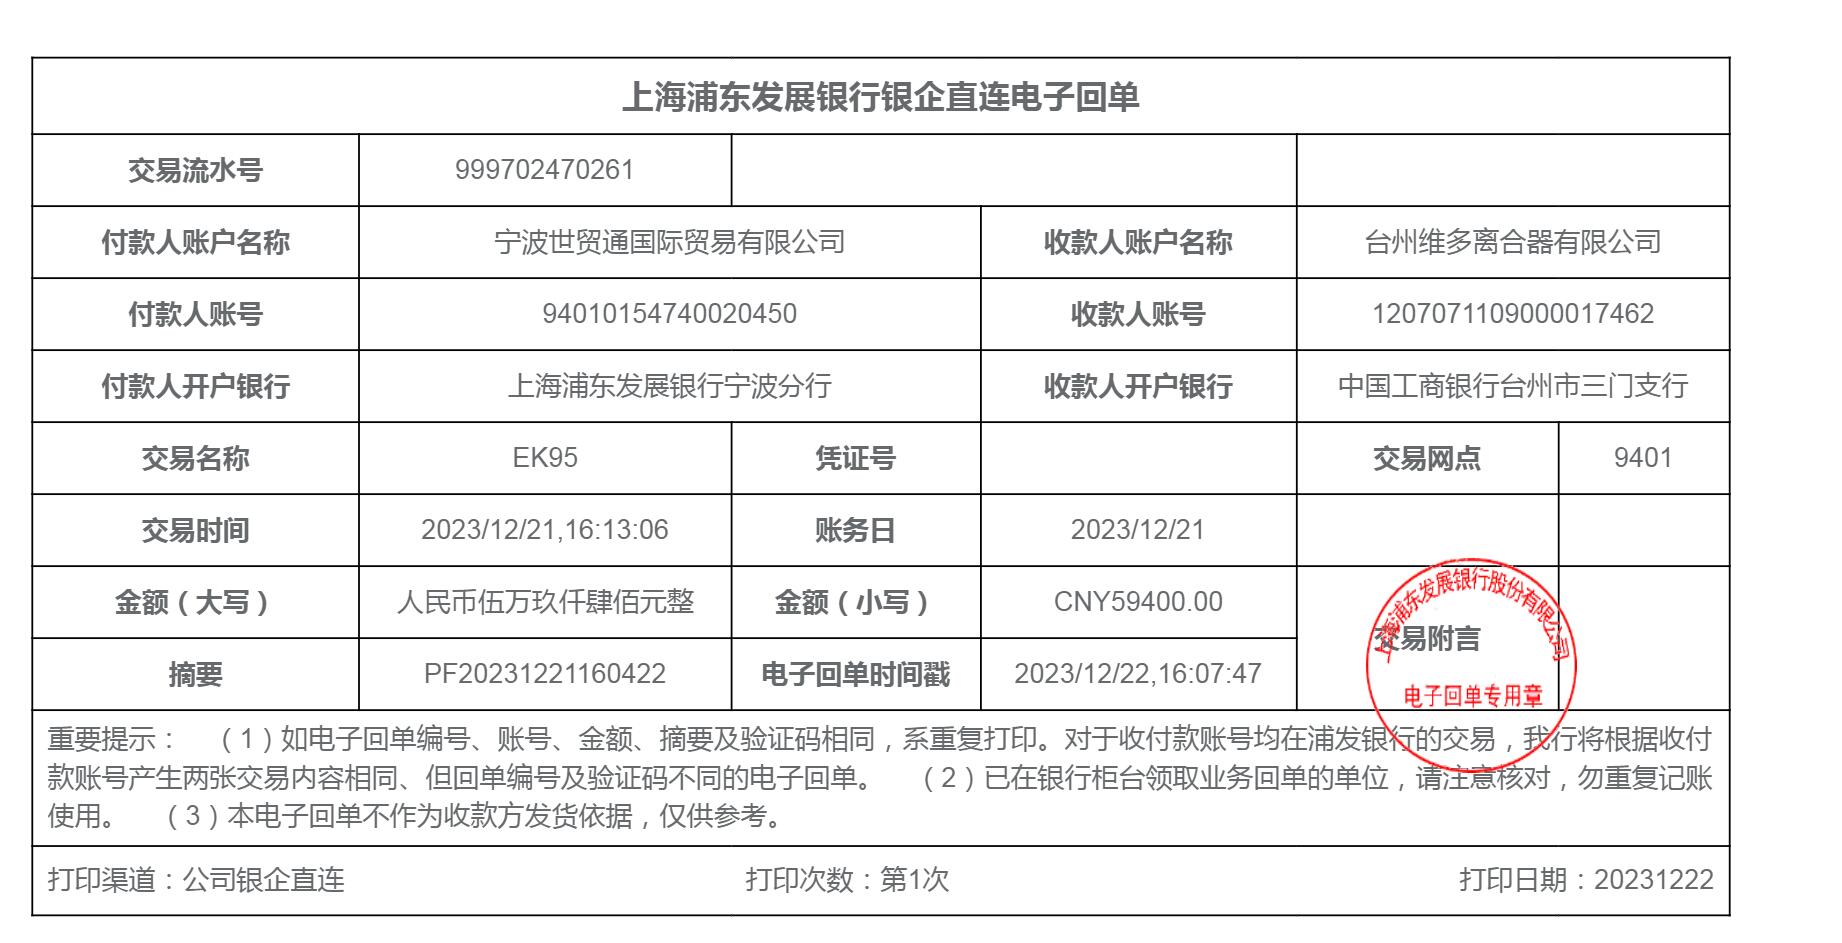 上海浦东发展银行银企直连电子回单
交易流水号 999702470261
付款人账户名称 宁波世贸通国际贸易有限公司 收款人账户名称 台州维多离合器有限公司
付款人账号 94010154740020450 收款人账号 1207071109000017462
付款人开户银行 上海浦东发展银行宁波分行 收款人开户银行 中国工商银行台州市三门支行
交易名称 EK95 凭证号 交易网点 9401
交易时间 2023/12/21,16:13:06 账务日 2023/12/21
金额（大写） 人民币伍万玖仟肆佰元整 金额（小写） CNY59400.00
交易附言
摘要 PF20231221160422 电子回单时间戳 2023/12/22,16:07:47
上海浦东发展银行股份有限公司
电子回单专用章
重要提示： （1）如电子回单编号、账号、金额、摘要及验证码相同，系重复打印。对于收付款账号均在浦发银行的交易，我行将根据收付
款账号产生两张交易内容相同、但回单编号及验证码不同的电子回单。 （2）已在银行柜台领取业务回单的单位，请注意核对，勿重复记账
使用。 （3）本电子回单不作为收款方发货依据，仅供参考。
打印渠道：公司银企直连 打印次数：第1次 打印日期：20231222